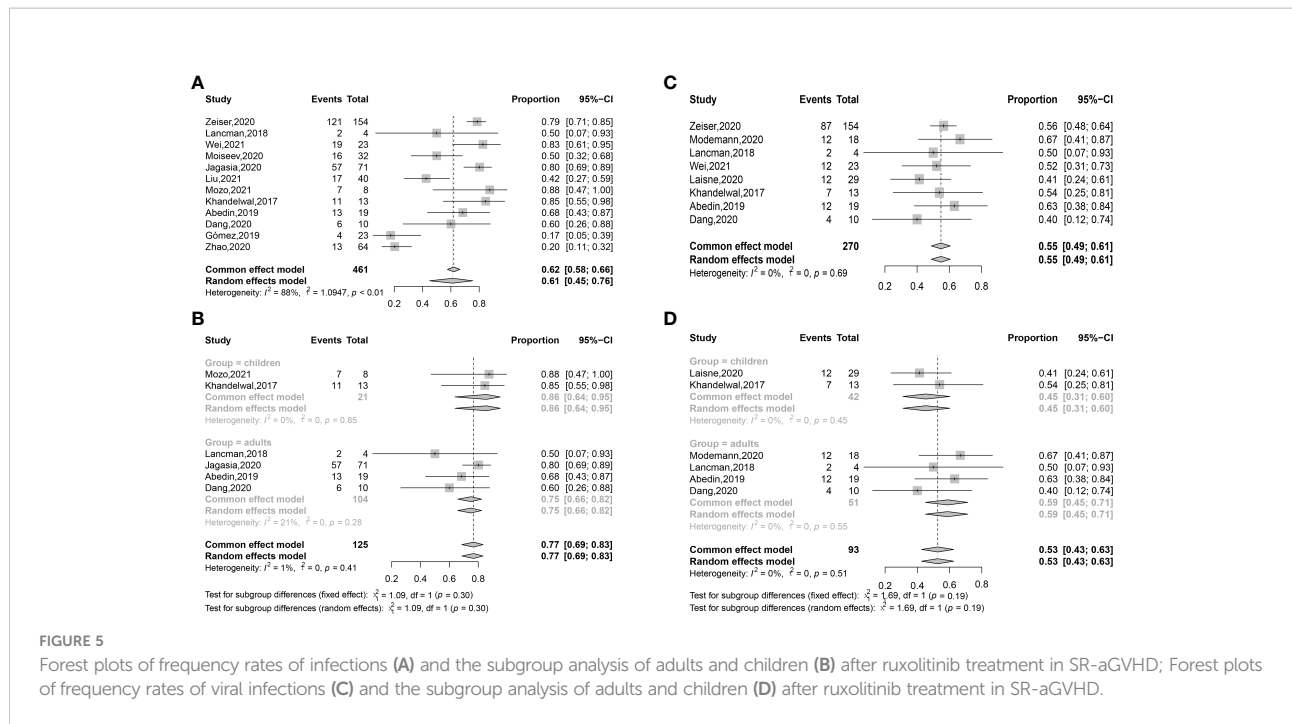 A
Study Events Total Proportion 95%−CI
Zeiser,2020 121 154 0.79 [0.71; 0.85]
Lancman,2018 2 4 0.50 [0.07; 0.93]
Wei,2021 19 23 0.83 [0.61; 0.95]
Moiseev,2020 16 32 0.50 [0.32; 0.68]
Jagasia,2020 57 71 0.80 [0.69; 0.89]
Liu,2021 17 40 0.42 [0.27; 0.59]
Mozo,2021 7 8 0.88 [0.47; 1.00]
Khandelwal,2017 11 13 0.85 [0.55; 0.98]
Abedin,2019 13 19 0.68 [0.43; 0.87]
Dang,2020 6 10 0.60 [0.26; 0.88]
Gómez,2019 4 23 0.17 [0.05; 0.39]
Zhao,2020 13 64 0.20 [0.11; 0.32]
Common effect model 461 0.62 [0.58; 0.66]
Random effects model 0.61 [0.45; 0.76]
Heterogeneity: I² = 88%, τ² = 1.0947, p < 0.01
0.2 0.4 0.6 0.8
B
Study Events Total Proportion 95%−CI
Group = children
Mozo,2021 7 8 0.88 [0.47; 1.00]
Khandelwal,2017 11 13 0.85 [0.55; 0.98]
Common effect model 21 0.86 [0.64; 0.95]
Random effects model 0.86 [0.64; 0.95]
Heterogeneity: I² = 0%, τ² = 0, p = 0.85
Group = adults
Lancman,2018 2 4 0.50 [0.07; 0.93]
Jagasia,2020 57 71 0.80 [0.69; 0.89]
Abedin,2019 13 19 0.68 [0.43; 0.87]
Dang,2020 6 10 0.60 [0.26; 0.88]
Common effect model 104 0.75 [0.66; 0.82]
Random effects model 0.75 [0.66; 0.82]
Heterogeneity: I² = 21%, τ² = 0, p = 0.28
Common effect model 125 0.77 [0.69; 0.83]
Random effects model 0.77 [0.69; 0.83]
Heterogeneity: I² = 1%, τ² = 0, p = 0.41
0.2 0.4 0.6 0.8
Test for subgroup differences (fixed effect): χ²₁ = 1.09, df = 1 (p = 0.30)
Test for subgroup differences (random effects): χ²₁ = 1.09, df = 1 (p = 0.30)
C
Study Events Total Proportion 95%−CI
Zeiser,2020 87 154 0.56 [0.48; 0.64]
Modemann,2020 12 18 0.67 [0.41; 0.87]
Lancman,2018 2 4 0.50 [0.07; 0.93]
Wei,2021 12 23 0.52 [0.31; 0.73]
Laisne,2020 12 29 0.41 [0.24; 0.61]
Khandelwal,2017 7 13 0.54 [0.25; 0.81]
Abedin,2019 12 19 0.63 [0.38; 0.84]
Dang,2020 4 10 0.40 [0.12; 0.74]
Common effect model 270 0.55 [0.49; 0.61]
Random effects model 0.55 [0.49; 0.61]
Heterogeneity: I² = 0%, τ² = 0, p = 0.69
0.2 0.4 0.6 0.8
D
Study Events Total Proportion 95%−CI
Group = children
Laisne,2020 12 29 0.41 [0.24; 0.61]
Khandelwal,2017 7 13 0.54 [0.25; 0.81]
Common effect model 42 0.45 [0.31; 0.60]
Random effects model 0.45 [0.31; 0.60]
Heterogeneity: I² = 0%, τ² = 0, p = 0.45
Group = adults
Modemann,2020 12 18 0.67 [0.41; 0.87]
Lancman,2018 2 4 0.50 [0.07; 0.93]
Abedin,2019 12 19 0.63 [0.38; 0.84]
Dang,2020 4 10 0.40 [0.12; 0.74]
Common effect model 51 0.59 [0.45; 0.71]
Random effects model 0.59 [0.45; 0.71]
Heterogeneity: I² = 0%, τ² = 0, p = 0.55
Common effect model 93 0.53 [0.43; 0.63]
Random effects model 0.53 [0.43; 0.63]
Heterogeneity: I² = 0%, τ² = 0, p = 0.51
0.2 0.4 0.6 0.8
Test for subgroup differences (fixed effect): χ²₁ = 1.69, df = 1 (p = 0.19)
Test for subgroup differences (random effects): χ² = 1.69, df = 1 (p = 0.19)
FIGURE 5
Forest plots of frequency rates of infections (A) and the subgroup analysis of adults and children (B) after ruxolitinib treatment in SR-aGVHD; Forest plots
of frequency rates of viral infections (C) and the subgroup analysis of adults and children (D) after ruxolitinib treatment in SR-aGVHD.